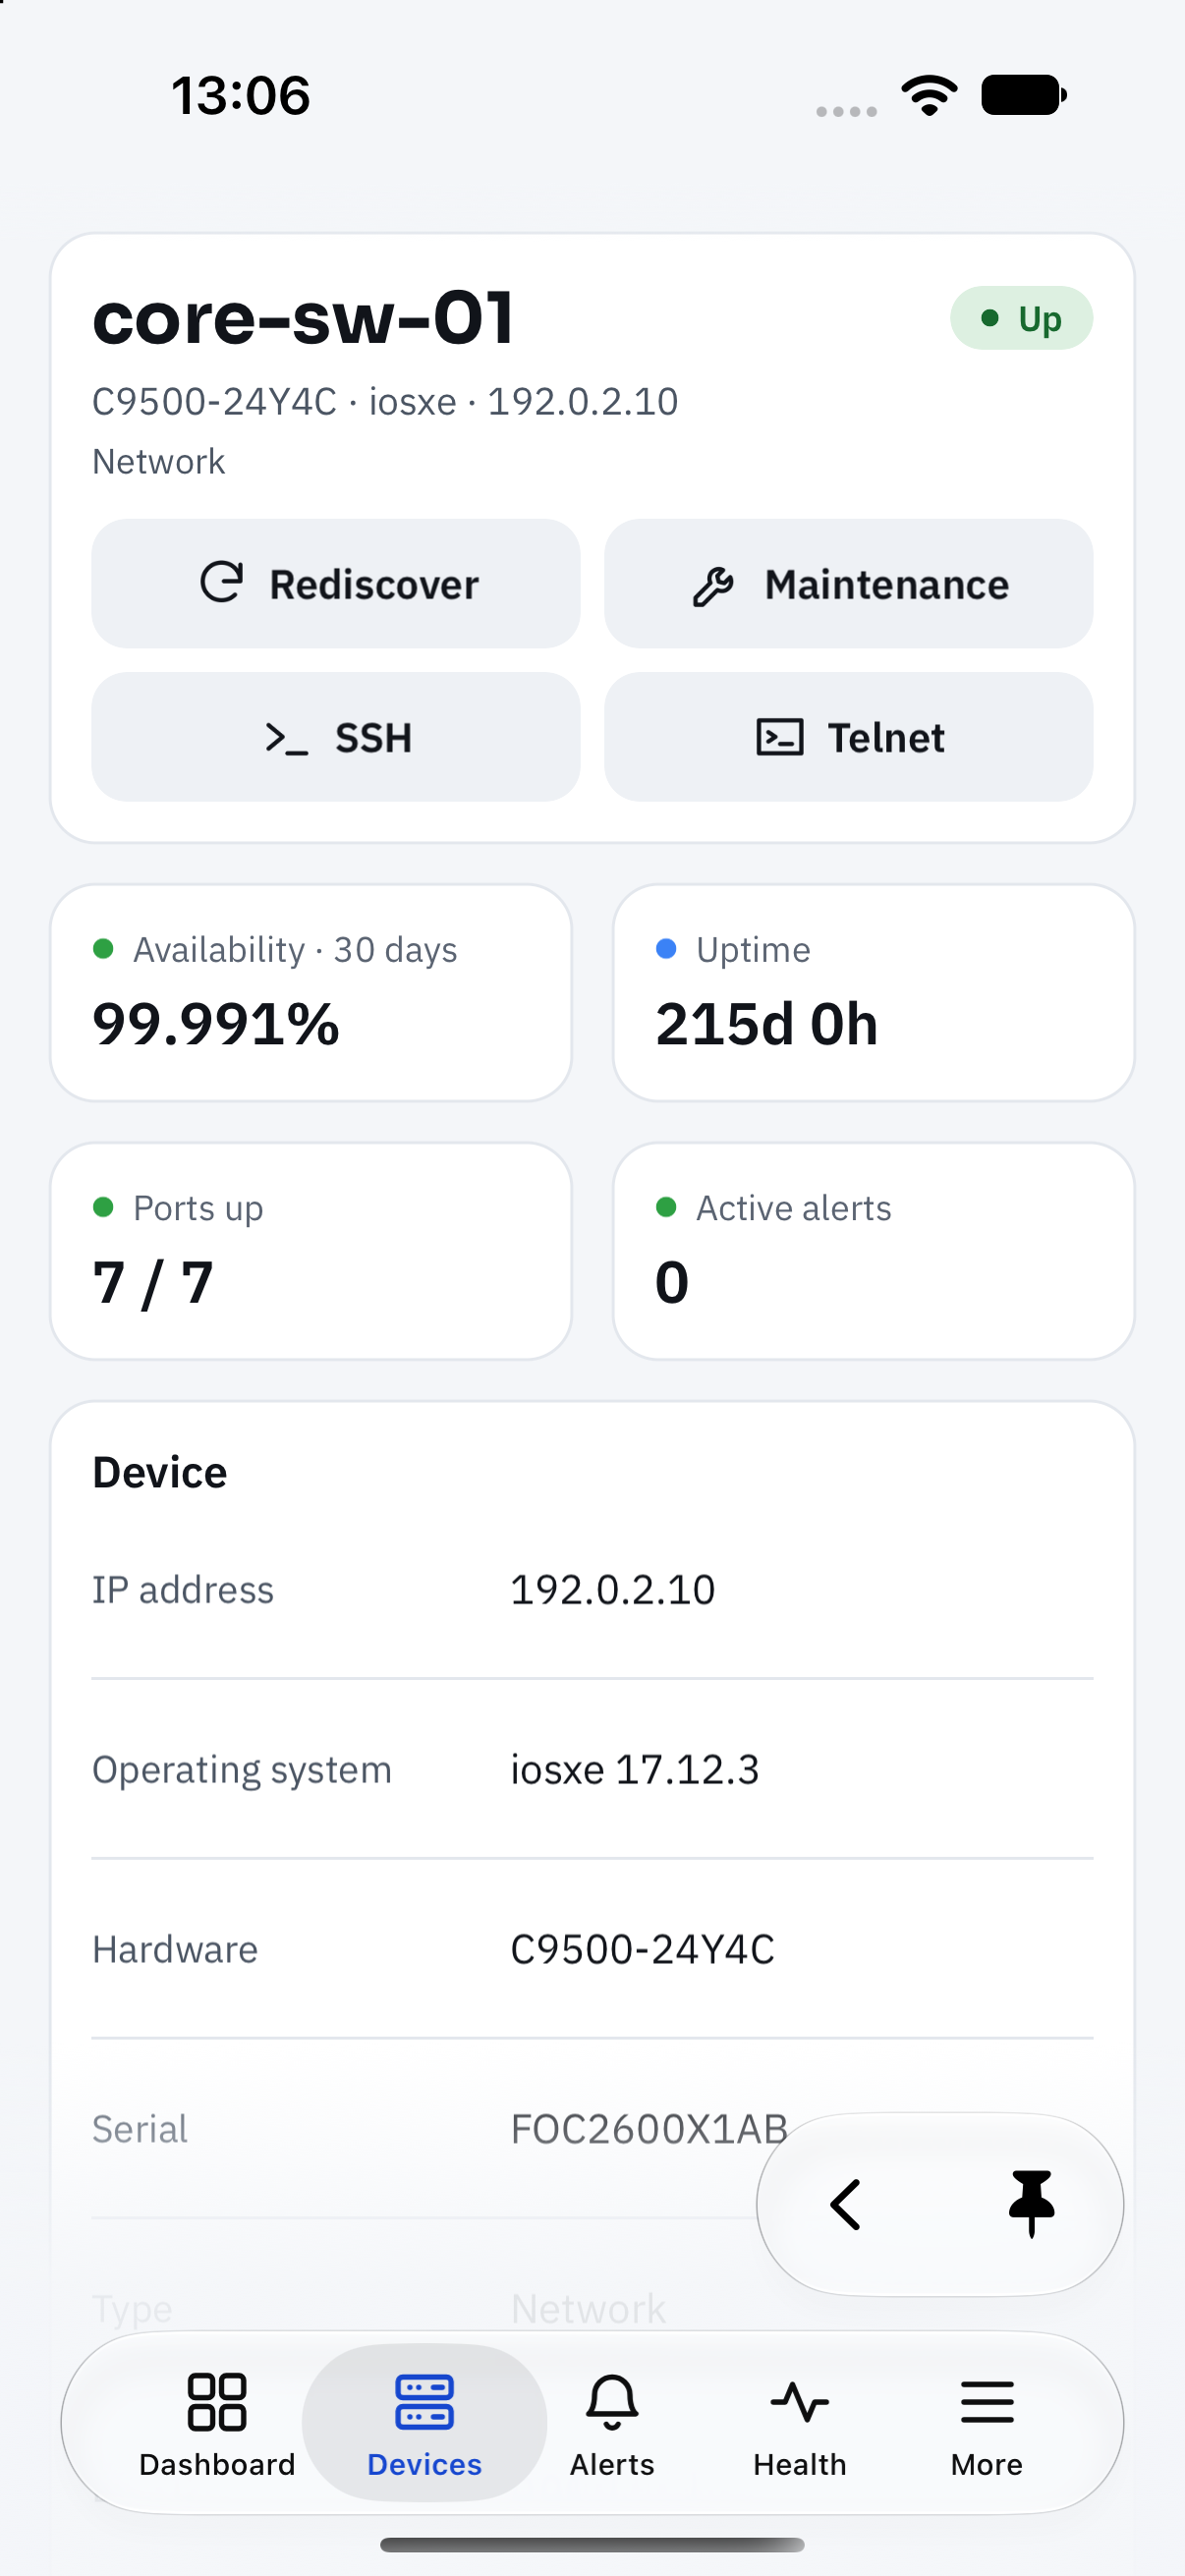 13:06
core-sw-01
Up
C9500-24Y4C · iosxe · 192.0.2.10
Network
Rediscover
Maintenance
>_ SSH
Telnet
Availability · 30 days
99.991%
Uptime
215d 0h
Ports up
7 / 7
Active alerts
0
Device
IP address 192.0.2.10
Operating system iosxe 17.12.3
Hardware C9500-24Y4C
Serial FOC2600X1AB
Type Network
Dashboard
Devices
Alerts
Health
More